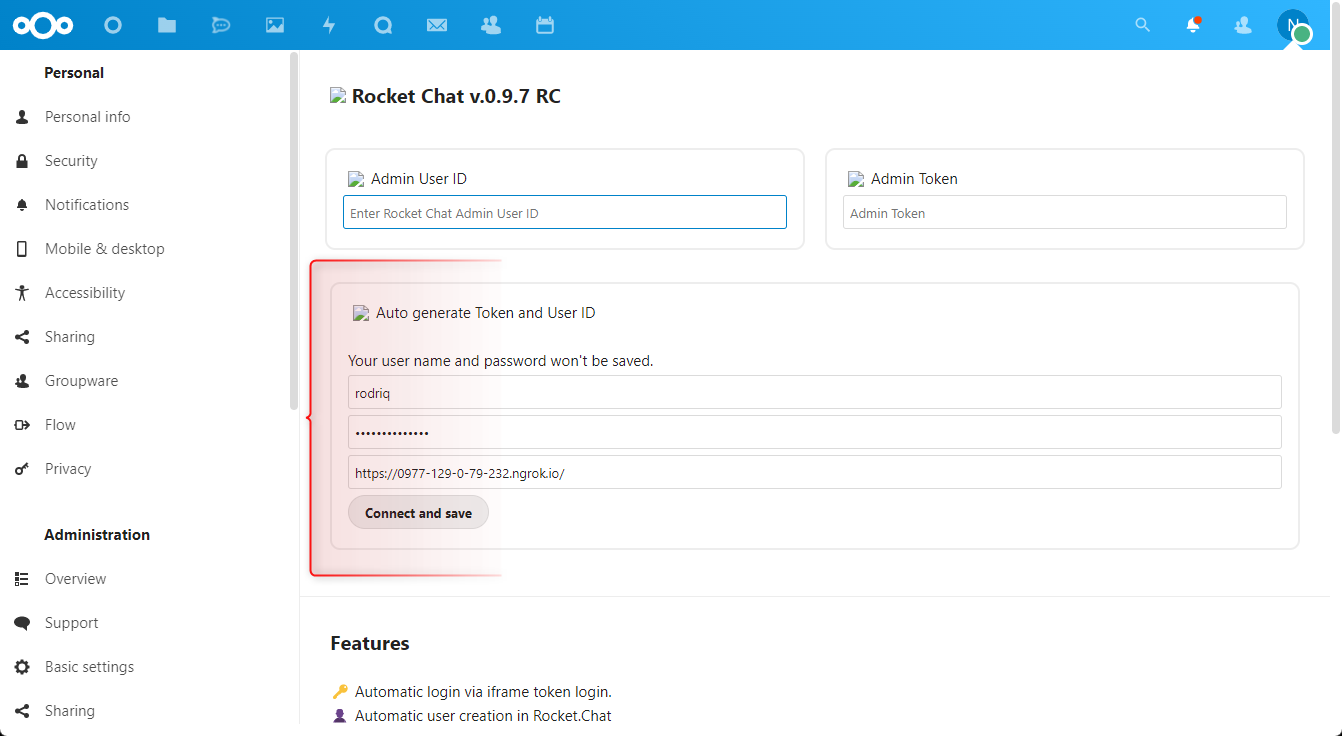 N
Personal
Personal info
Security
Notifications
Mobile & desktop
Accessibility
Sharing
Groupware
Flow
Privacy
Administration
Overview
Support
Basic settings
Sharing
Rocket Chat v.0.9.7 RC
Admin User ID
Enter Rocket Chat Admin User ID
Admin Token
Admin Token
Auto generate Token and User ID
Your user name and password won't be saved.
rodriq
••••••••••••••
https://0977-129-0-79-232.ngrok.io/
Connect and save
Features
Automatic login via iframe token login.
Automatic user creation in Rocket.Chat